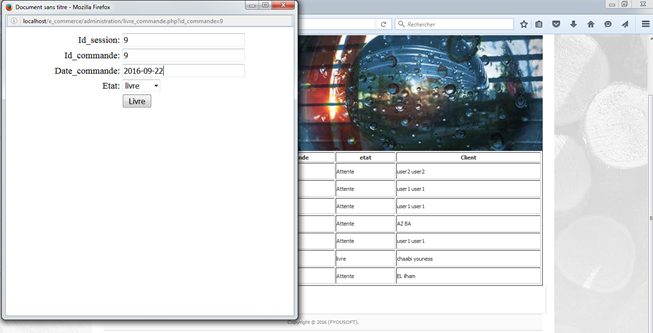 Document sans titre - Mozilla Firefox
localhost/e_commerce/administration/livre_commande.php?id_commande=9
Id_session: 9
Id_commande: 9
Date_commande: 2016-09-22
Etat: livre
Livre
Rechercher
nde etat Client
Attente user2 user2
Attente user1 user1
Attente user1 user1
Attente AZ BA
Attente user1 user1
livre chaabi youness
Attente EL ilham
Copyright © 2016 (PYOUSOFT).